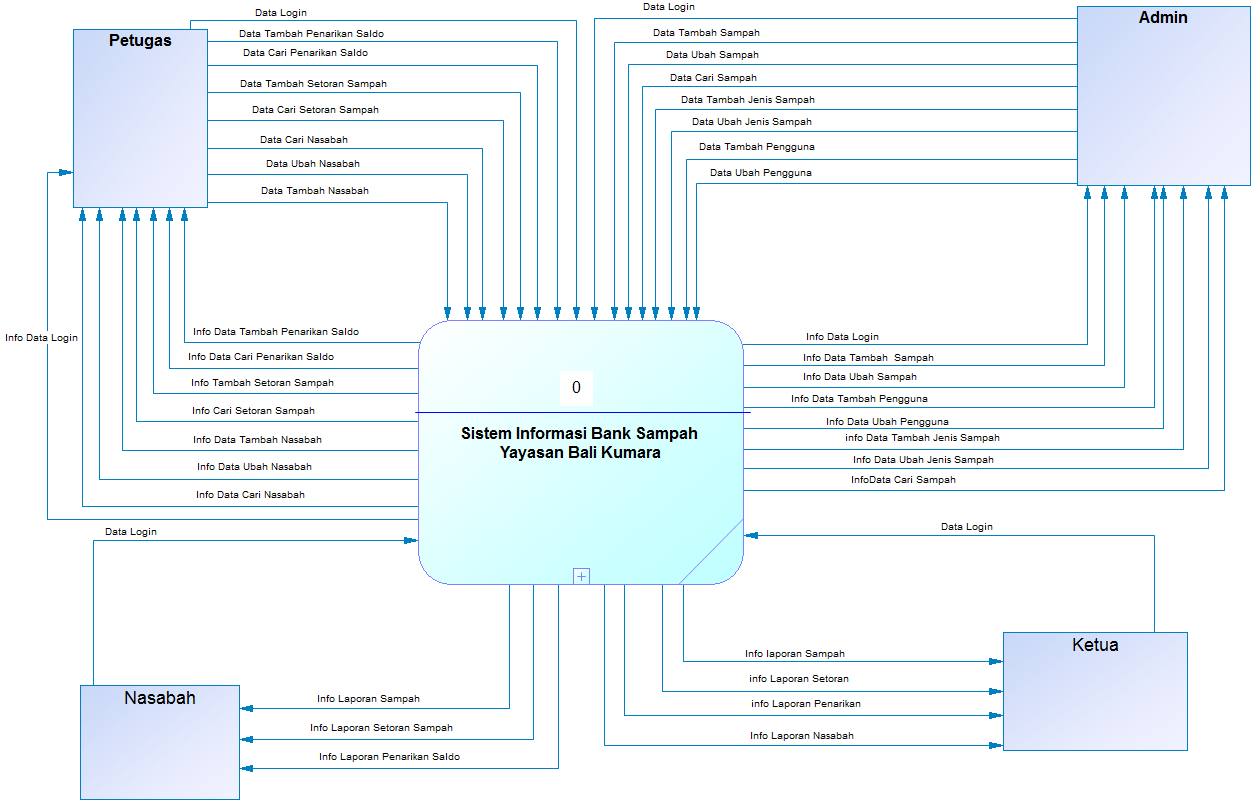 Petugas
Data Login
Data Tambah Penarikan Saldo
Data Cari Penarikan Saldo
Data Tambah Setoran Sampah
Data Cari Setoran Sampah
Data Cari Nasabah
Data Ubah Nasabah
Data Tambah Nasabah
Data Login
Data Tambah Sampah
Data Ubah Sampah
Data Cari Sampah
Data Tambah Jenis Sampah
Data Ubah Jenis Sampah
Data Tambah Pengguna
Data Ubah Pengguna
Admin
Info Data Login
Info Data Tambah Penarikan Saldo
Info Data Cari Penarikan Saldo
Info Tambah Setoran Sampah
Info Cari Setoran Sampah
Info Data Tambah Nasabah
Info Data Ubah Nasabah
Info Data Cari Nasabah
0
Sistem Informasi Bank Sampah
Yayasan Bali Kumara
Info Data Login
Info Data Tambah  Sampah
Info Data Ubah Sampah
Info Data Tambah Pengguna
Info Data Ubah Pengguna
info Data Tambah Jenis Sampah
Info Data Ubah Jenis Sampah
InfoData Cari Sampah
Data Login
Data Login
Nasabah
Info Laporan Sampah
Info Laporan Setoran Sampah
Info Laporan Penarikan Saldo
Info laporan Sampah
info Laporan Setoran
info Laporan Penarikan
Info Laporan Nasabah
Ketua